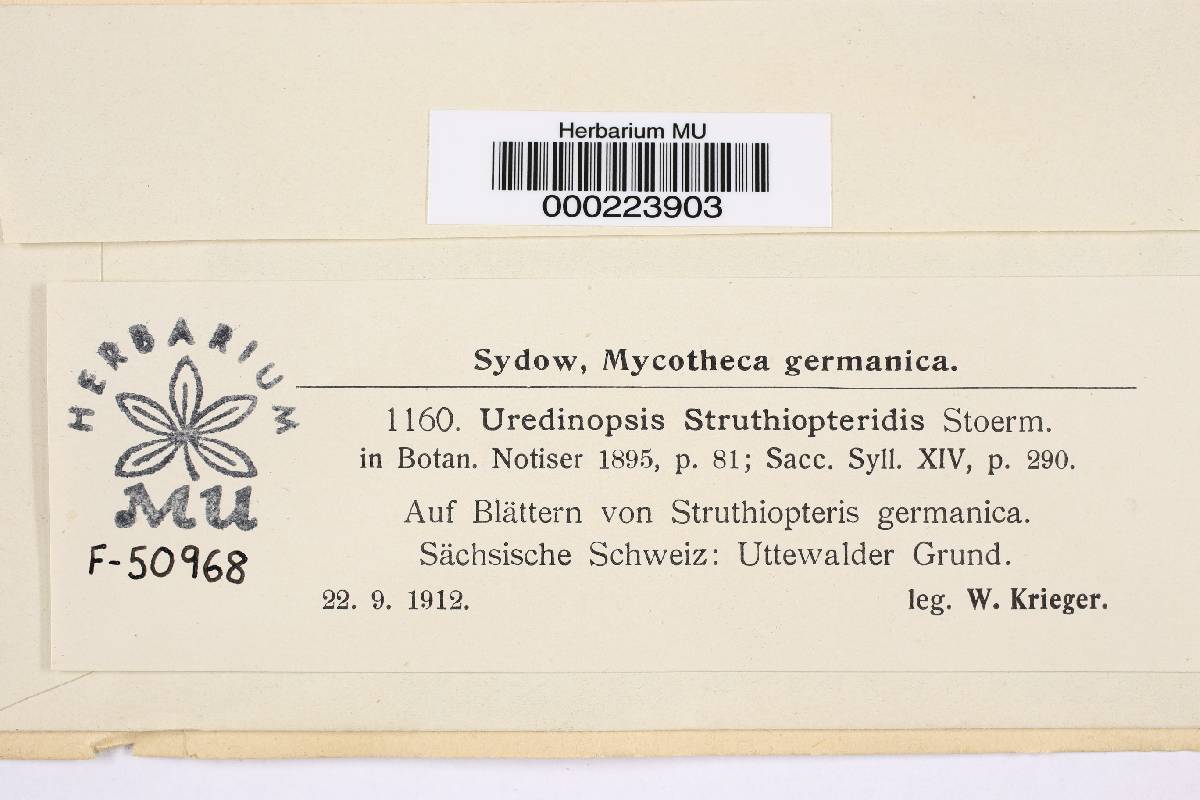 Herbarium MU
000223903
HERBARIUM
MU
F-50968
Sydow, Mycotheca germanica.
1160. Uredinopsis Struthiopteridis Stoerm.
in Botan. Notiser 1895, p. 81; Sacc. Syll. XIV, p. 290.
Auf Blättern von Struthiopteris germanica.
Sächsische Schweiz: Uttewalder Grund.
22. 9. 1912. leg. W. Krieger.